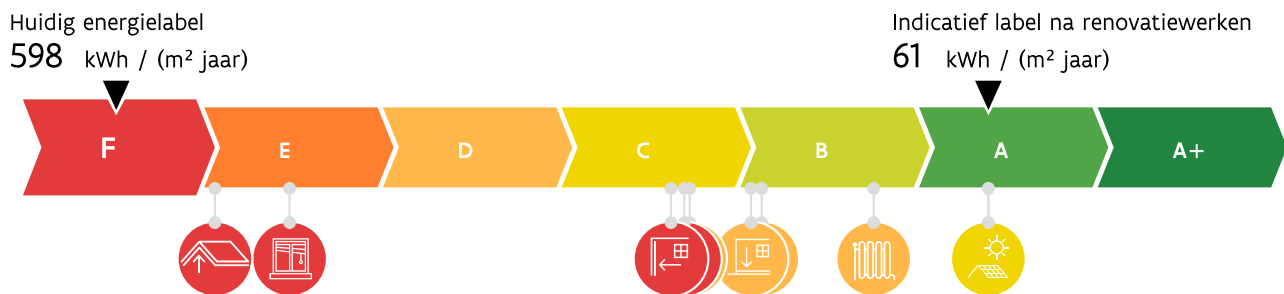 Huidig energielabel
598 kWh / (m² jaar)
Indicatief label na renovatiewerken
61 kWh / (m² jaar)
F E D C B A A+